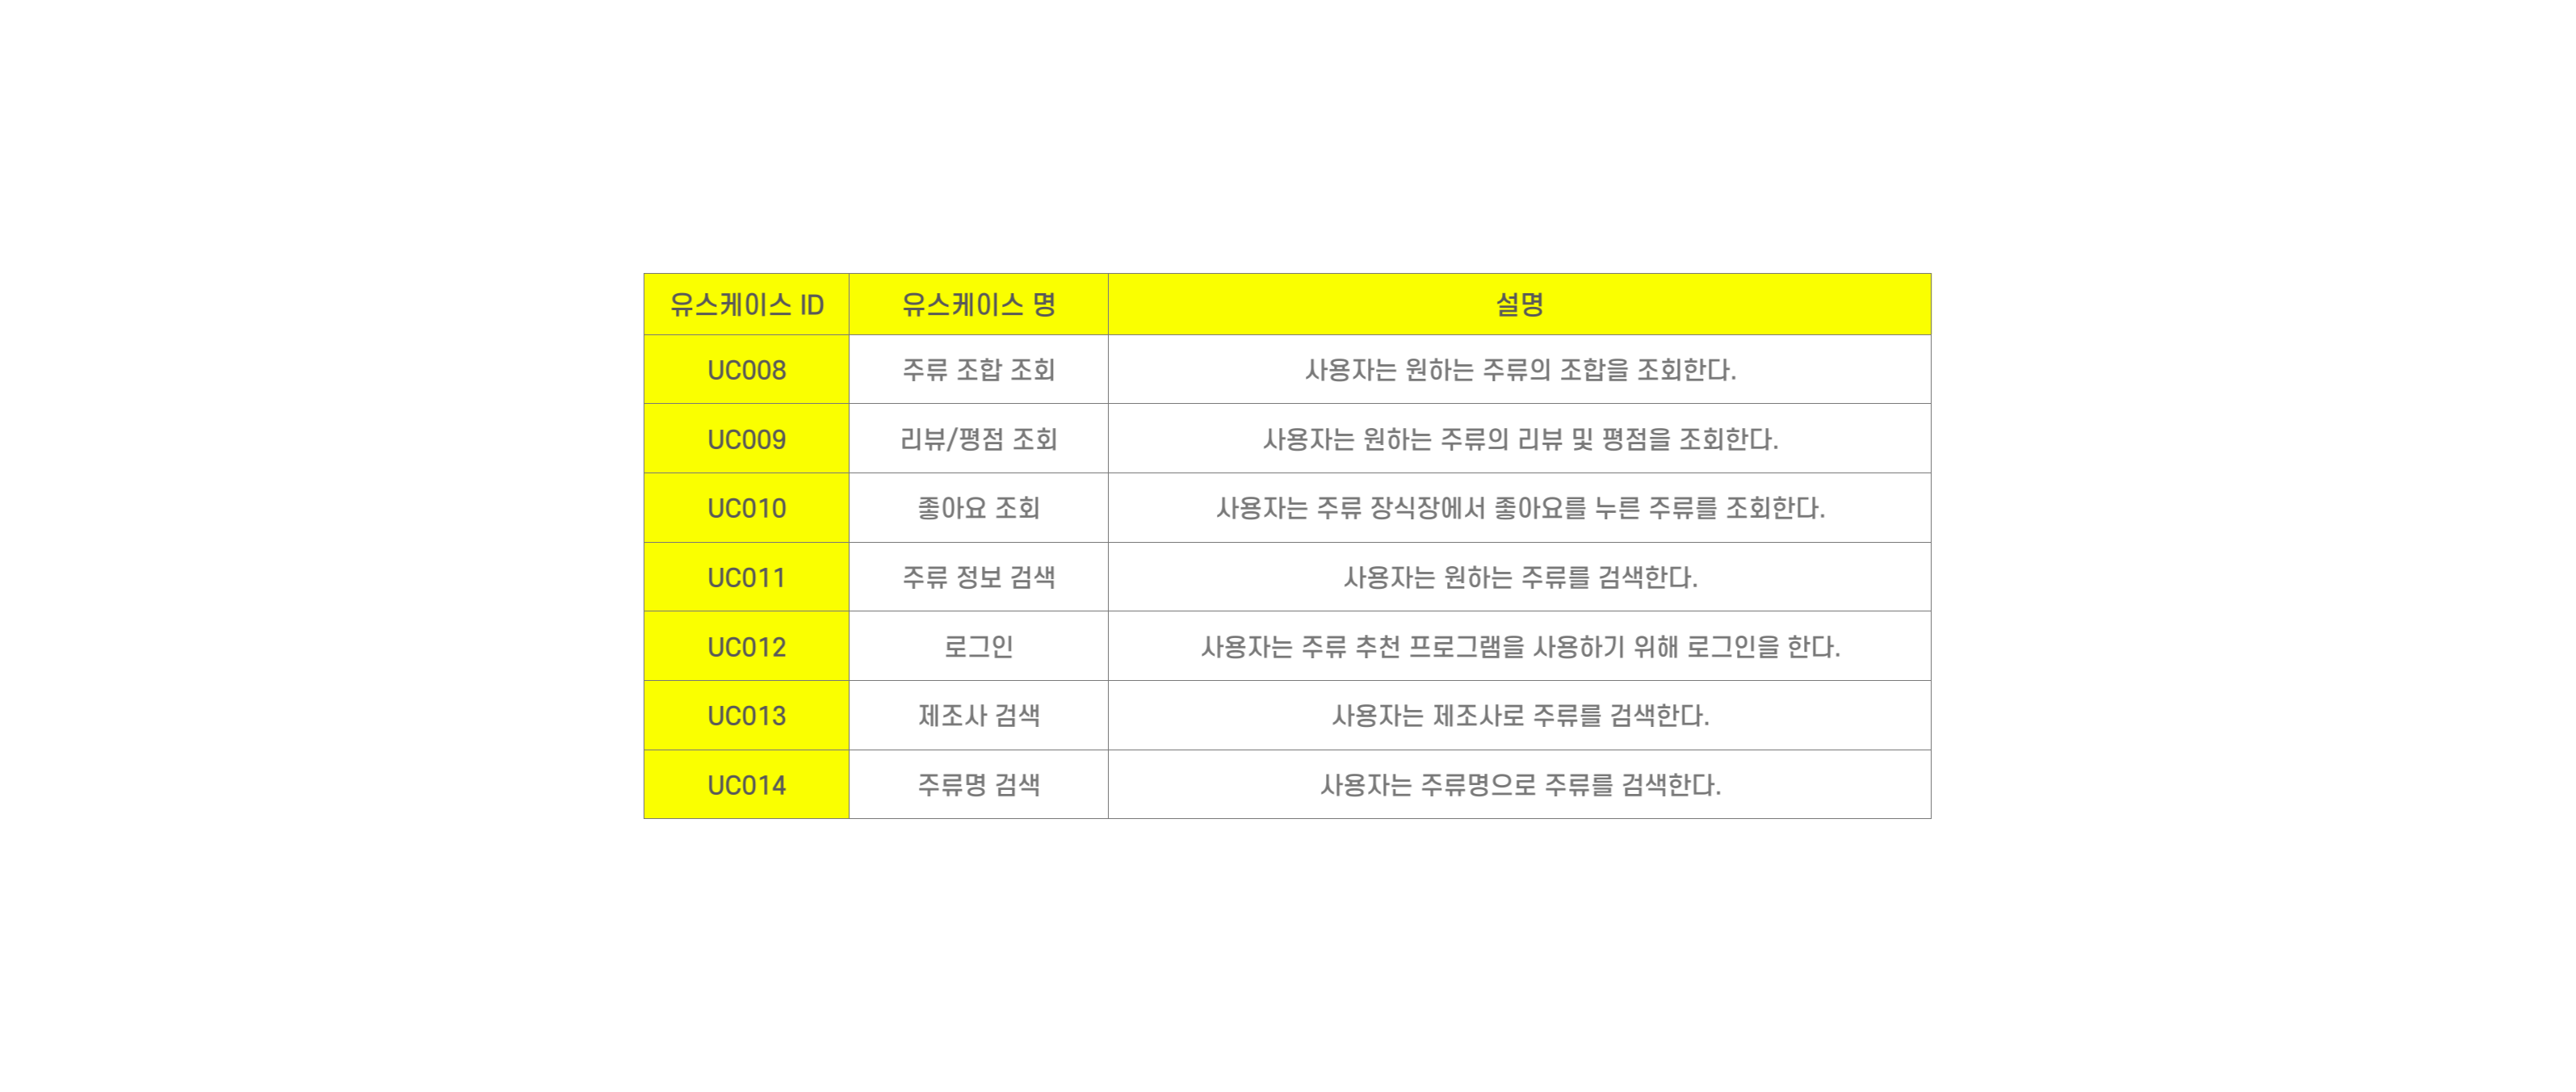 유스케이스 ID 유스케이스 명 설명
UC008 주류 조합 조회 사용자는 원하는 주류의 조합을 조회한다.
UC009 리뷰/평점 조회 사용자는 원하는 주류의 리뷰 및 평점을 조회한다.
UC010 좋아요 조회 사용자는 주류 장식장에서 좋아요를 누른 주류를 조회한다.
UC011 주류 정보 검색 사용자는 원하는 주류를 검색한다.
UC012 로그인 사용자는 주류 추천 프로그램을 사용하기 위해 로그인을 한다.
UC013 제조사 검색 사용자는 제조사로 주류를 검색한다.
UC014 주류명 검색 사용자는 주류명으로 주류를 검색한다.